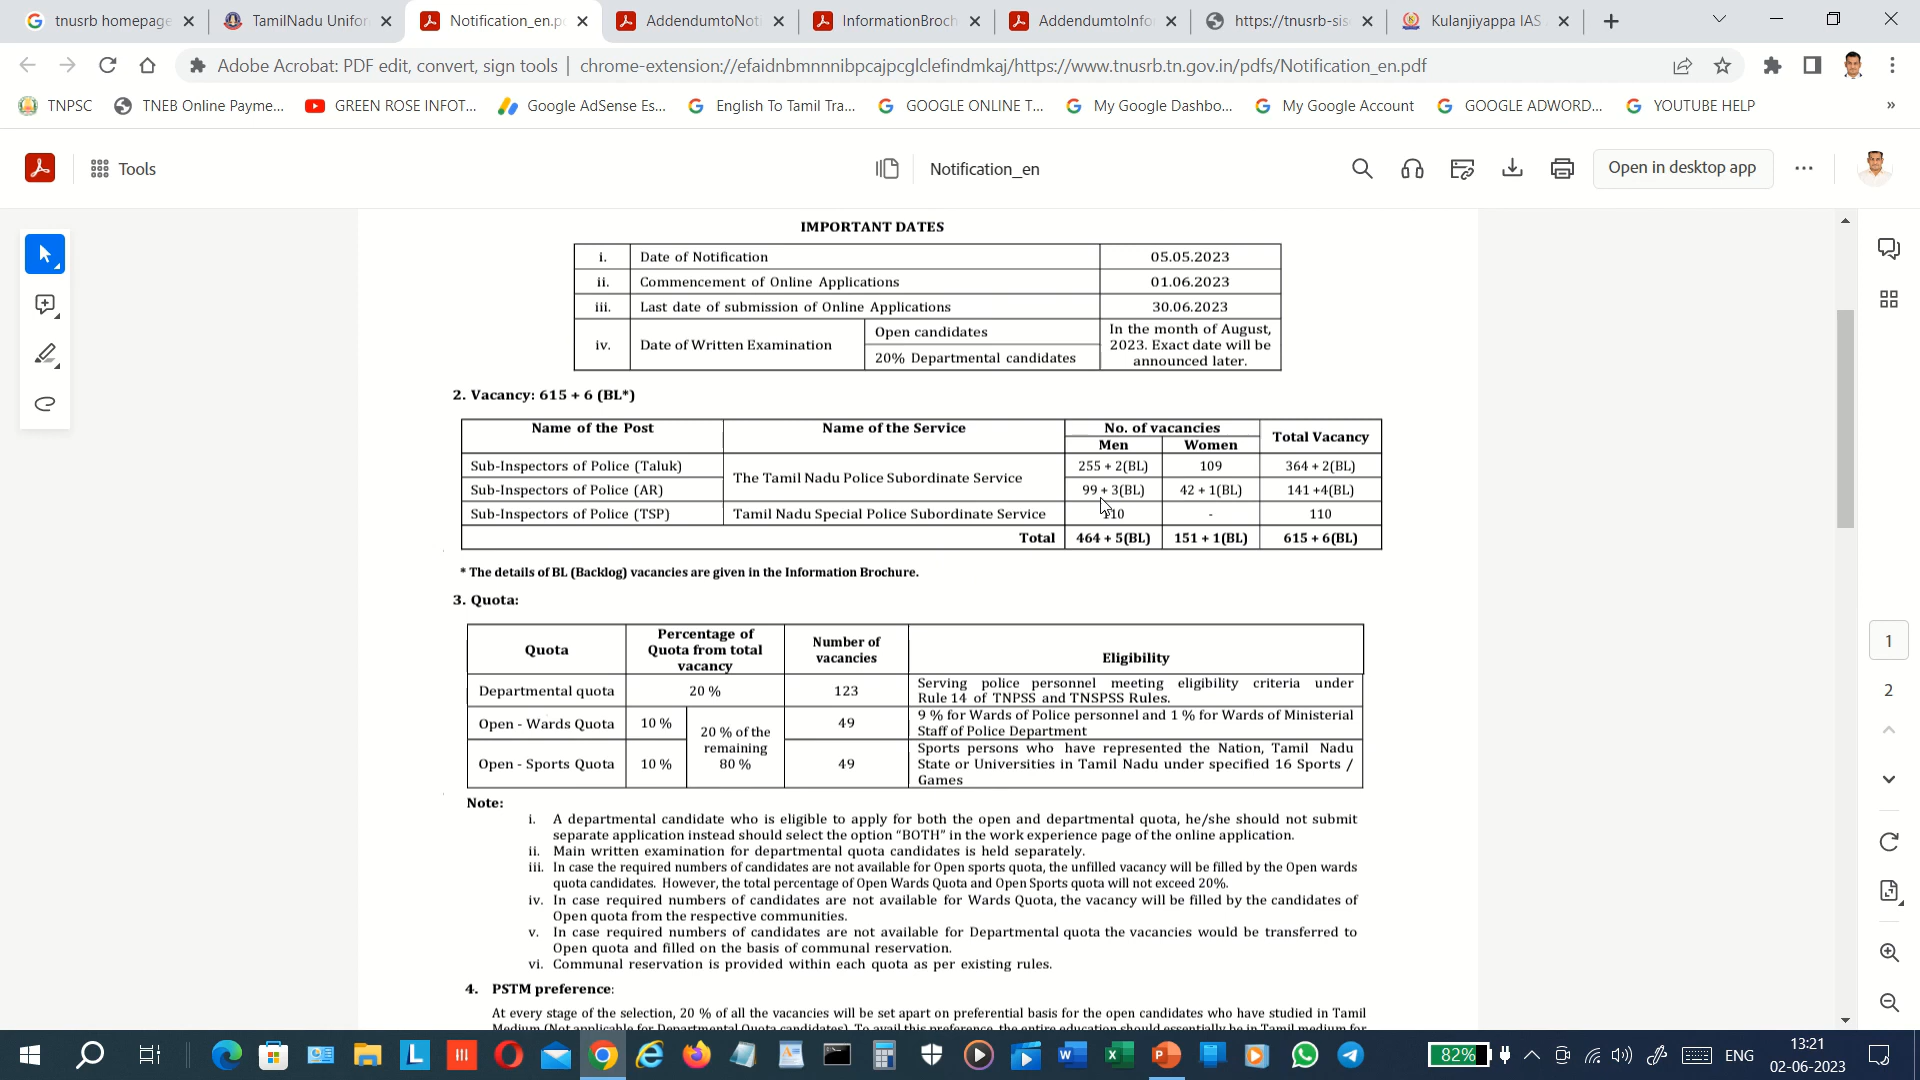 tnusrb homepage
TamilNadu Unifor
Notification_en.p
AddendumtoNoti
InformationBroch
AddendumtoInfo
https://tnusrb-sis
Kulanjiyappa IAS
Adobe Acrobat: PDF edit, convert, sign tools | chrome-extension://efaidnbmnnnibpcajpcglclefindmkaj/https://www.tnusrb.tn.gov.in/pdfs/Notification_en.pdf
TNPSC
TNEB Online Payme...
GREEN ROSE INFOT...
Google AdSense Es...
English To Tamil Tra...
GOOGLE ONLINE T...
My Google Dashbo...
My Google Account
GOOGLE ADWORD...
YOUTUBE HELP
»
Tools
Notification_en
Open in desktop app
IMPORTANT DATES
i. Date of Notification 05.05.2023
ii. Commencement of Online Applications 01.06.2023
iii. Last date of submission of Online Applications 30.06.2023
iv. Date of Written Examination
Open candidates
20% Departmental candidates
In the month of August,
2023. Exact date will be
announced later.
2. Vacancy: 615 + 6 (BL*)
Name of the Post Name of the Service No. of vacancies Total Vacancy
Men Women
Sub-Inspectors of Police (Taluk) 255 + 2(BL) 109 364 + 2(BL)
The Tamil Nadu Police Subordinate Service
Sub-Inspectors of Police (AR) 99 + 3(BL) 42 + 1(BL) 141 +4(BL)
Sub-Inspectors of Police (TSP) Tamil Nadu Special Police Subordinate Service 110 - 110
Total 464 + 5(BL) 151 + 1(BL) 615 + 6(BL)
* The details of BL (Backlog) vacancies are given in the Information Brochure.
3. Quota:
Quota
Percentage of
Quota from total
vacancy
Number of
vacancies
Eligibility
Departmental quota 20 % 123
Serving police personnel meeting eligibility criteria under
Rule 14 of TNPSS and TNSPSS Rules.
Open - Wards Quota 10 %
20 % of the
remaining
80 %
49
9 % for Wards of Police personnel and 1 % for Wards of Ministerial
Staff of Police Department
Open - Sports Quota 10 % 49
Sports persons who have represented the Nation, Tamil Nadu
State or Universities in Tamil Nadu under specified 16 Sports /
Games
Note:
i. A departmental candidate who is eligible to apply for both the open and departmental quota, he/she should not submit
separate application instead should select the option "BOTH" in the work experience page of the online application.
ii. Main written examination for departmental quota candidates is held separately.
iii. In case the required numbers of candidates are not available for Open sports quota, the unfilled vacancy will be filled by the Open wards
quota candidates. However, the total percentage of Open Wards Quota and Open Sports quota will not exceed 20%.
iv. In case required numbers of candidates are not available for Wards Quota, the vacancy will be filled by the candidates of
Open quota from the respective communities.
v. In case required numbers of candidates are not available for Departmental quota the vacancies would be transferred to
Open quota and filled on the basis of communal reservation.
vi. Communal reservation is provided within each quota as per existing rules.
4. PSTM preference:
At every stage of the selection, 20 % of all the vacancies will be set apart on preferential basis for the open candidates who have studied in Tamil
Medium (Not applicable for Departmental Quota candidates). To avail this preference, the entire education should essentially be in Tamil medium for
1
2
82%
ENG
13:21
02-06-2023